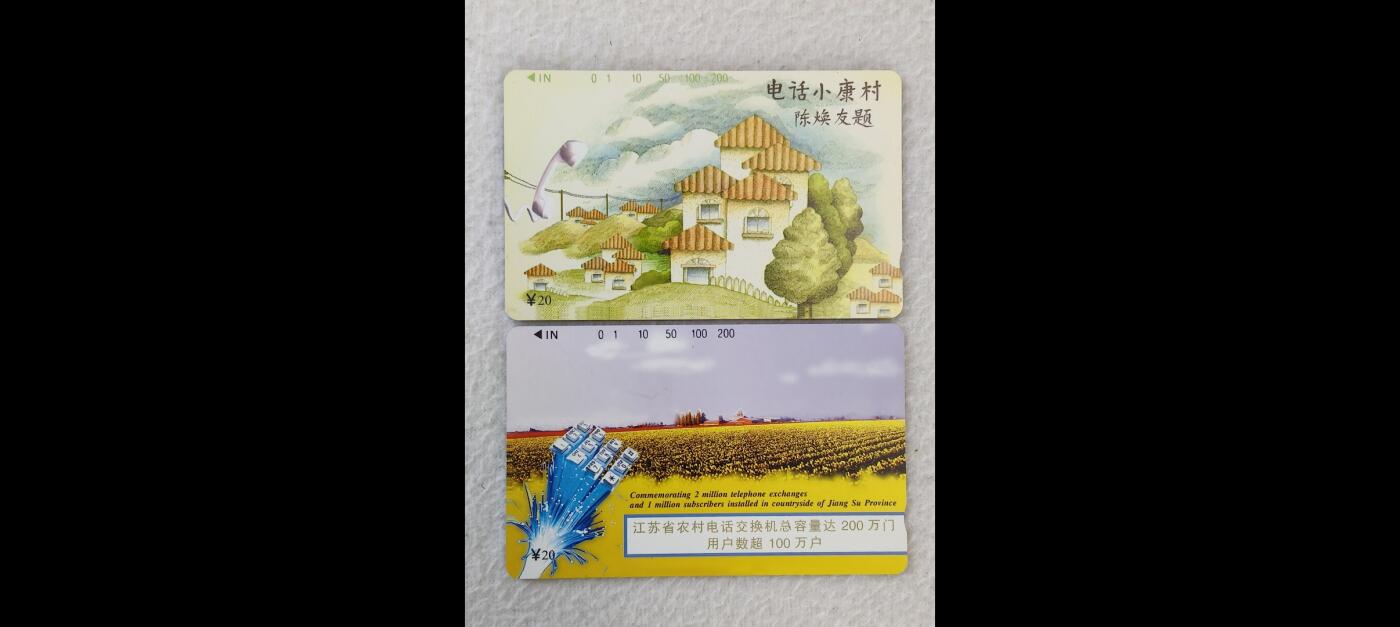 ◀IN 0 1 10 50 100 200
电话小康村
陈焕友题
¥20
◀IN 0 1 10 50 100 200
Commemorating 2 million telephone exchanges
and 1 million subscribers installed in countryside of Jiang Su Province
江苏省农村电话交换机总容量达 200 万门
用户数超 100 万户
¥20